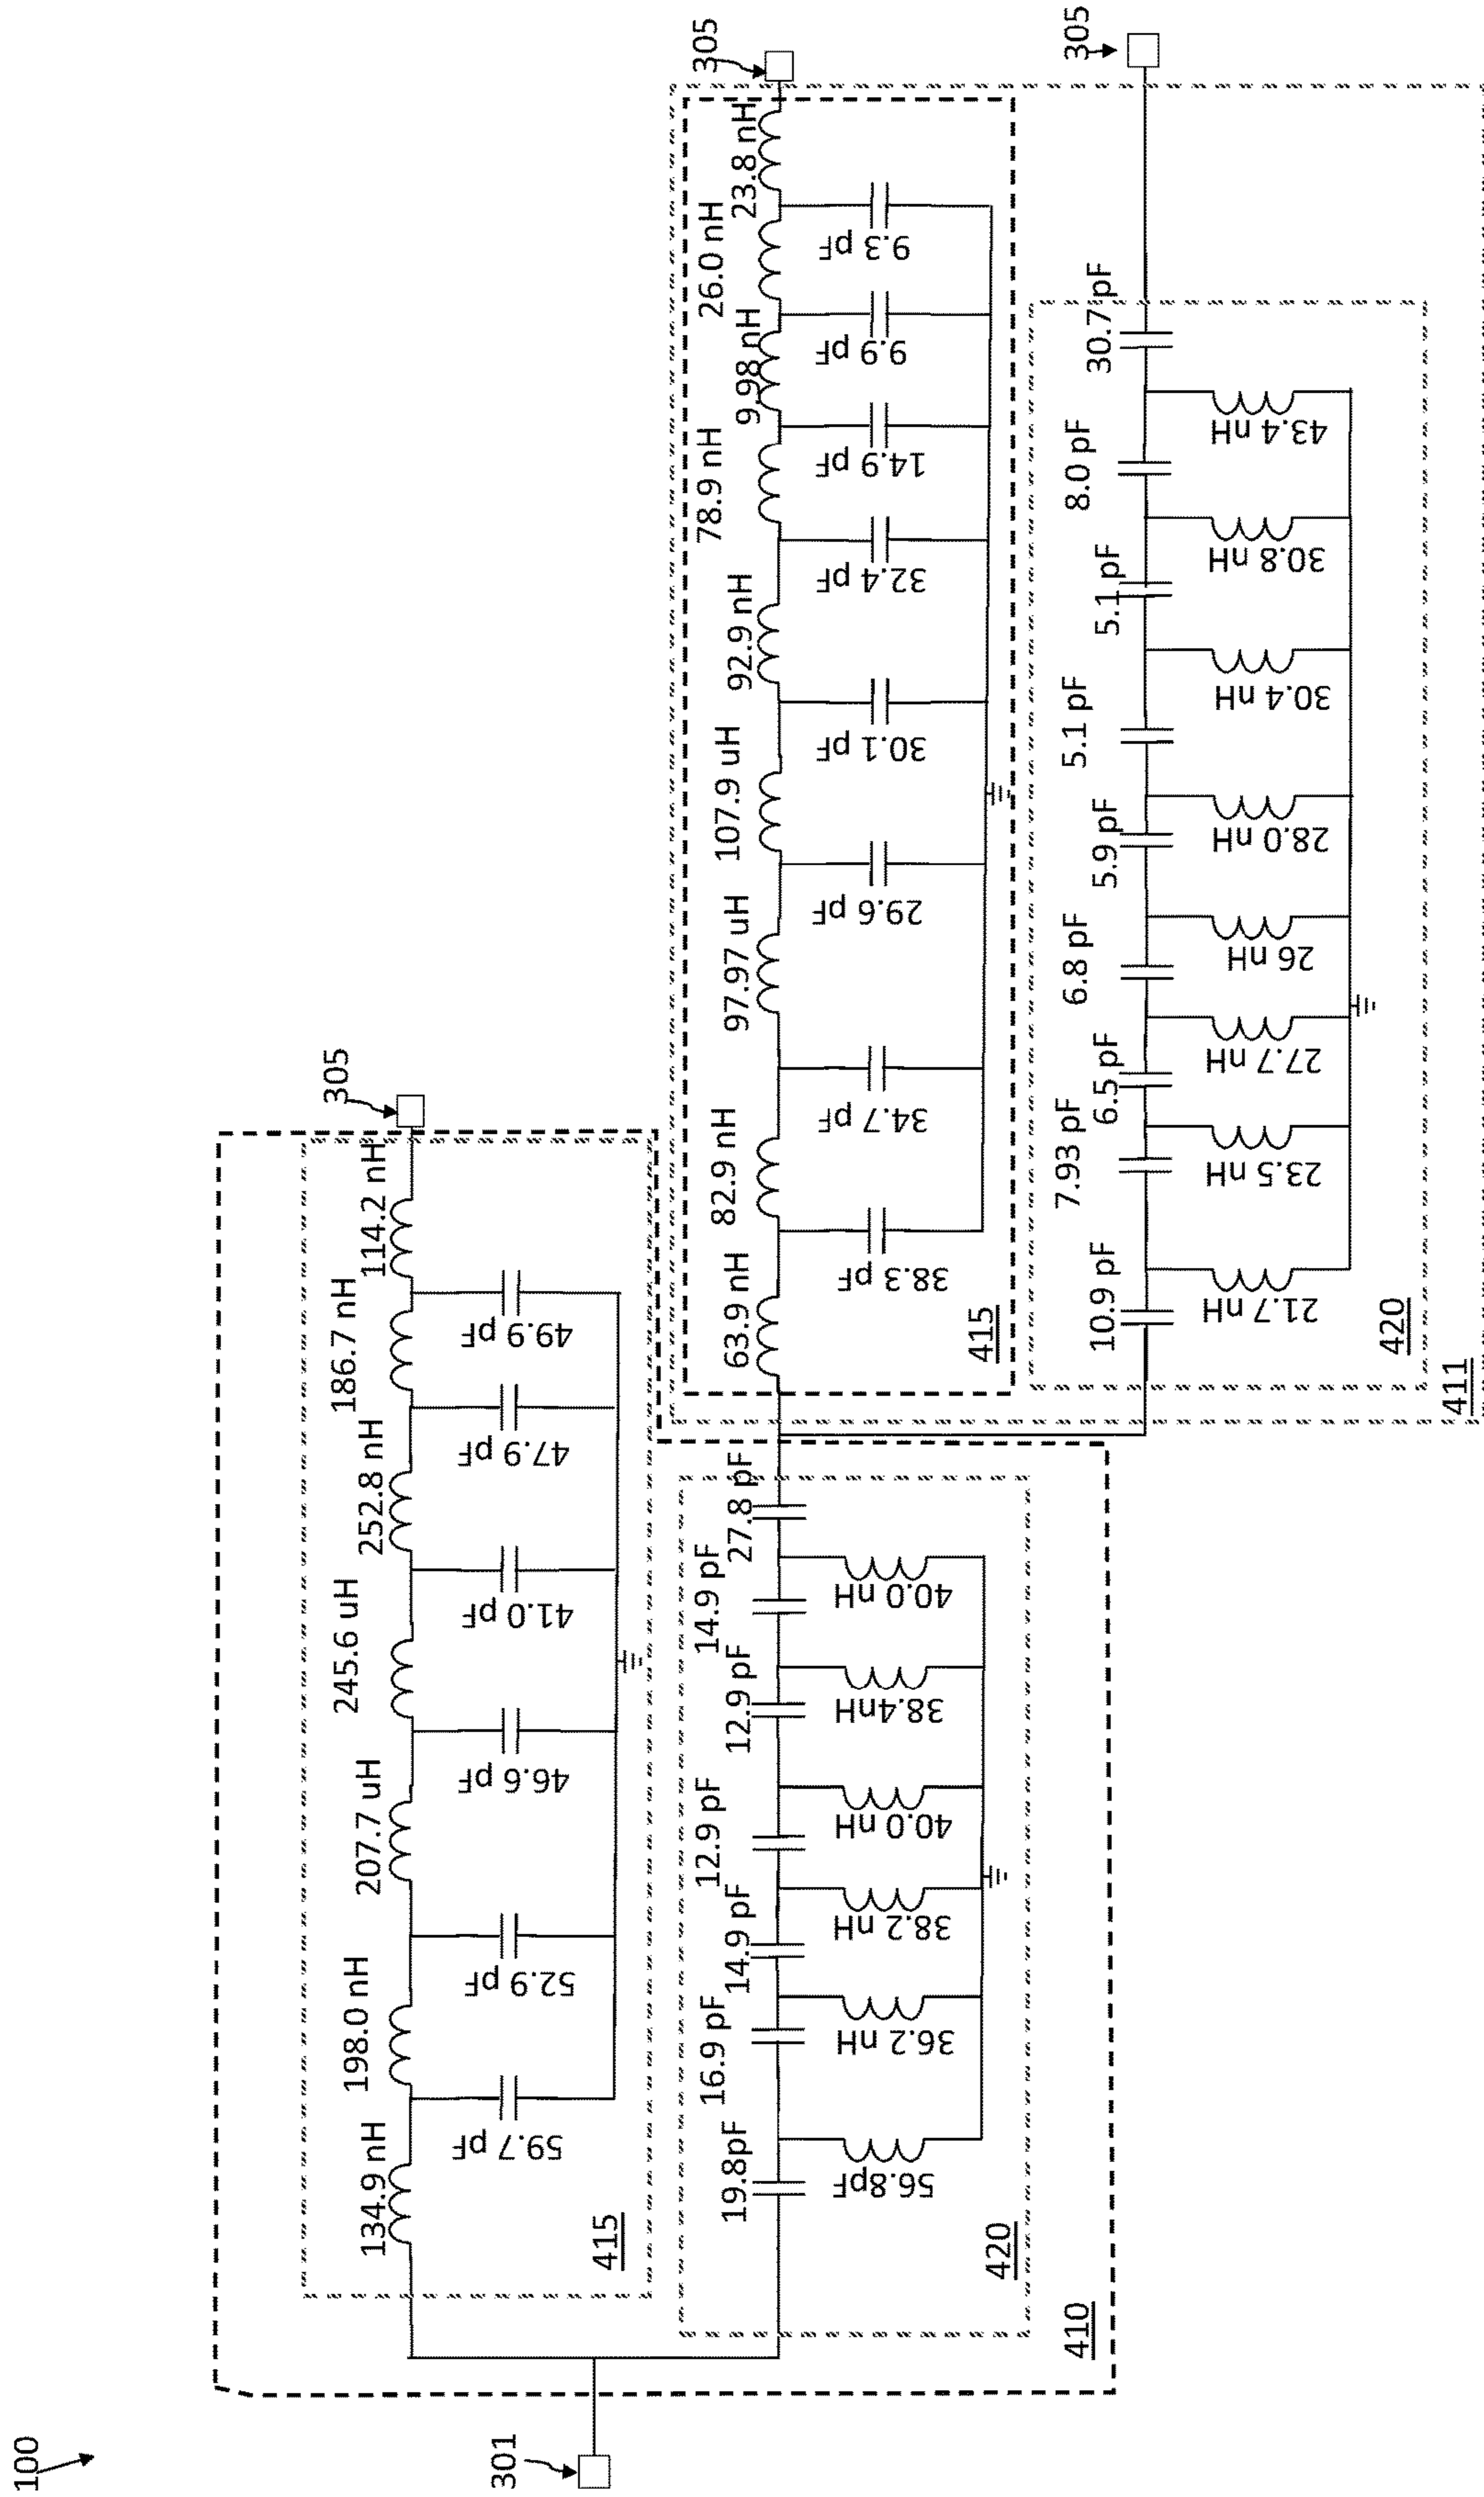 100
301
305
134.9 nH
198.0 nH
207.7 uH
245.6 uH
252.8 nH
186.7 nH
114.2 nH
59.7 pF
52.9 pF
46.6 pF
41.0 pF
47.9 pF
49.9 pF
415
19.8pF
16.9 pF
14.9 pF
12.9 pF
12.9 pF
14.9 pF
27.8 pF
56.8pF
36.2 nH
38.2 nH
40.0 nH
38.4nH
40.0 nH
420
410
305
63.9 nH
82.9 nH
97.97 uH
107.9 uH
92.9 nH
78.9 nH
9.98 nH
26.0 nH
23.8 nH
38.3 pF
34.7 pF
29.6 pF
30.1 pF
32.4 pF
14.9 pF
9.9 pF
9.3 pF
415
305
10.9 pF
7.93 pF
6.5 pF
6.8 pF
5.9 pF
5.1 pF
5.1 pF
8.0 pF
30.7 pF
21.7 nH
23.5 nH
27.7 nH
26 nH
28.0 nH
30.4 nH
30.8 nH
43.4 nH
420
411